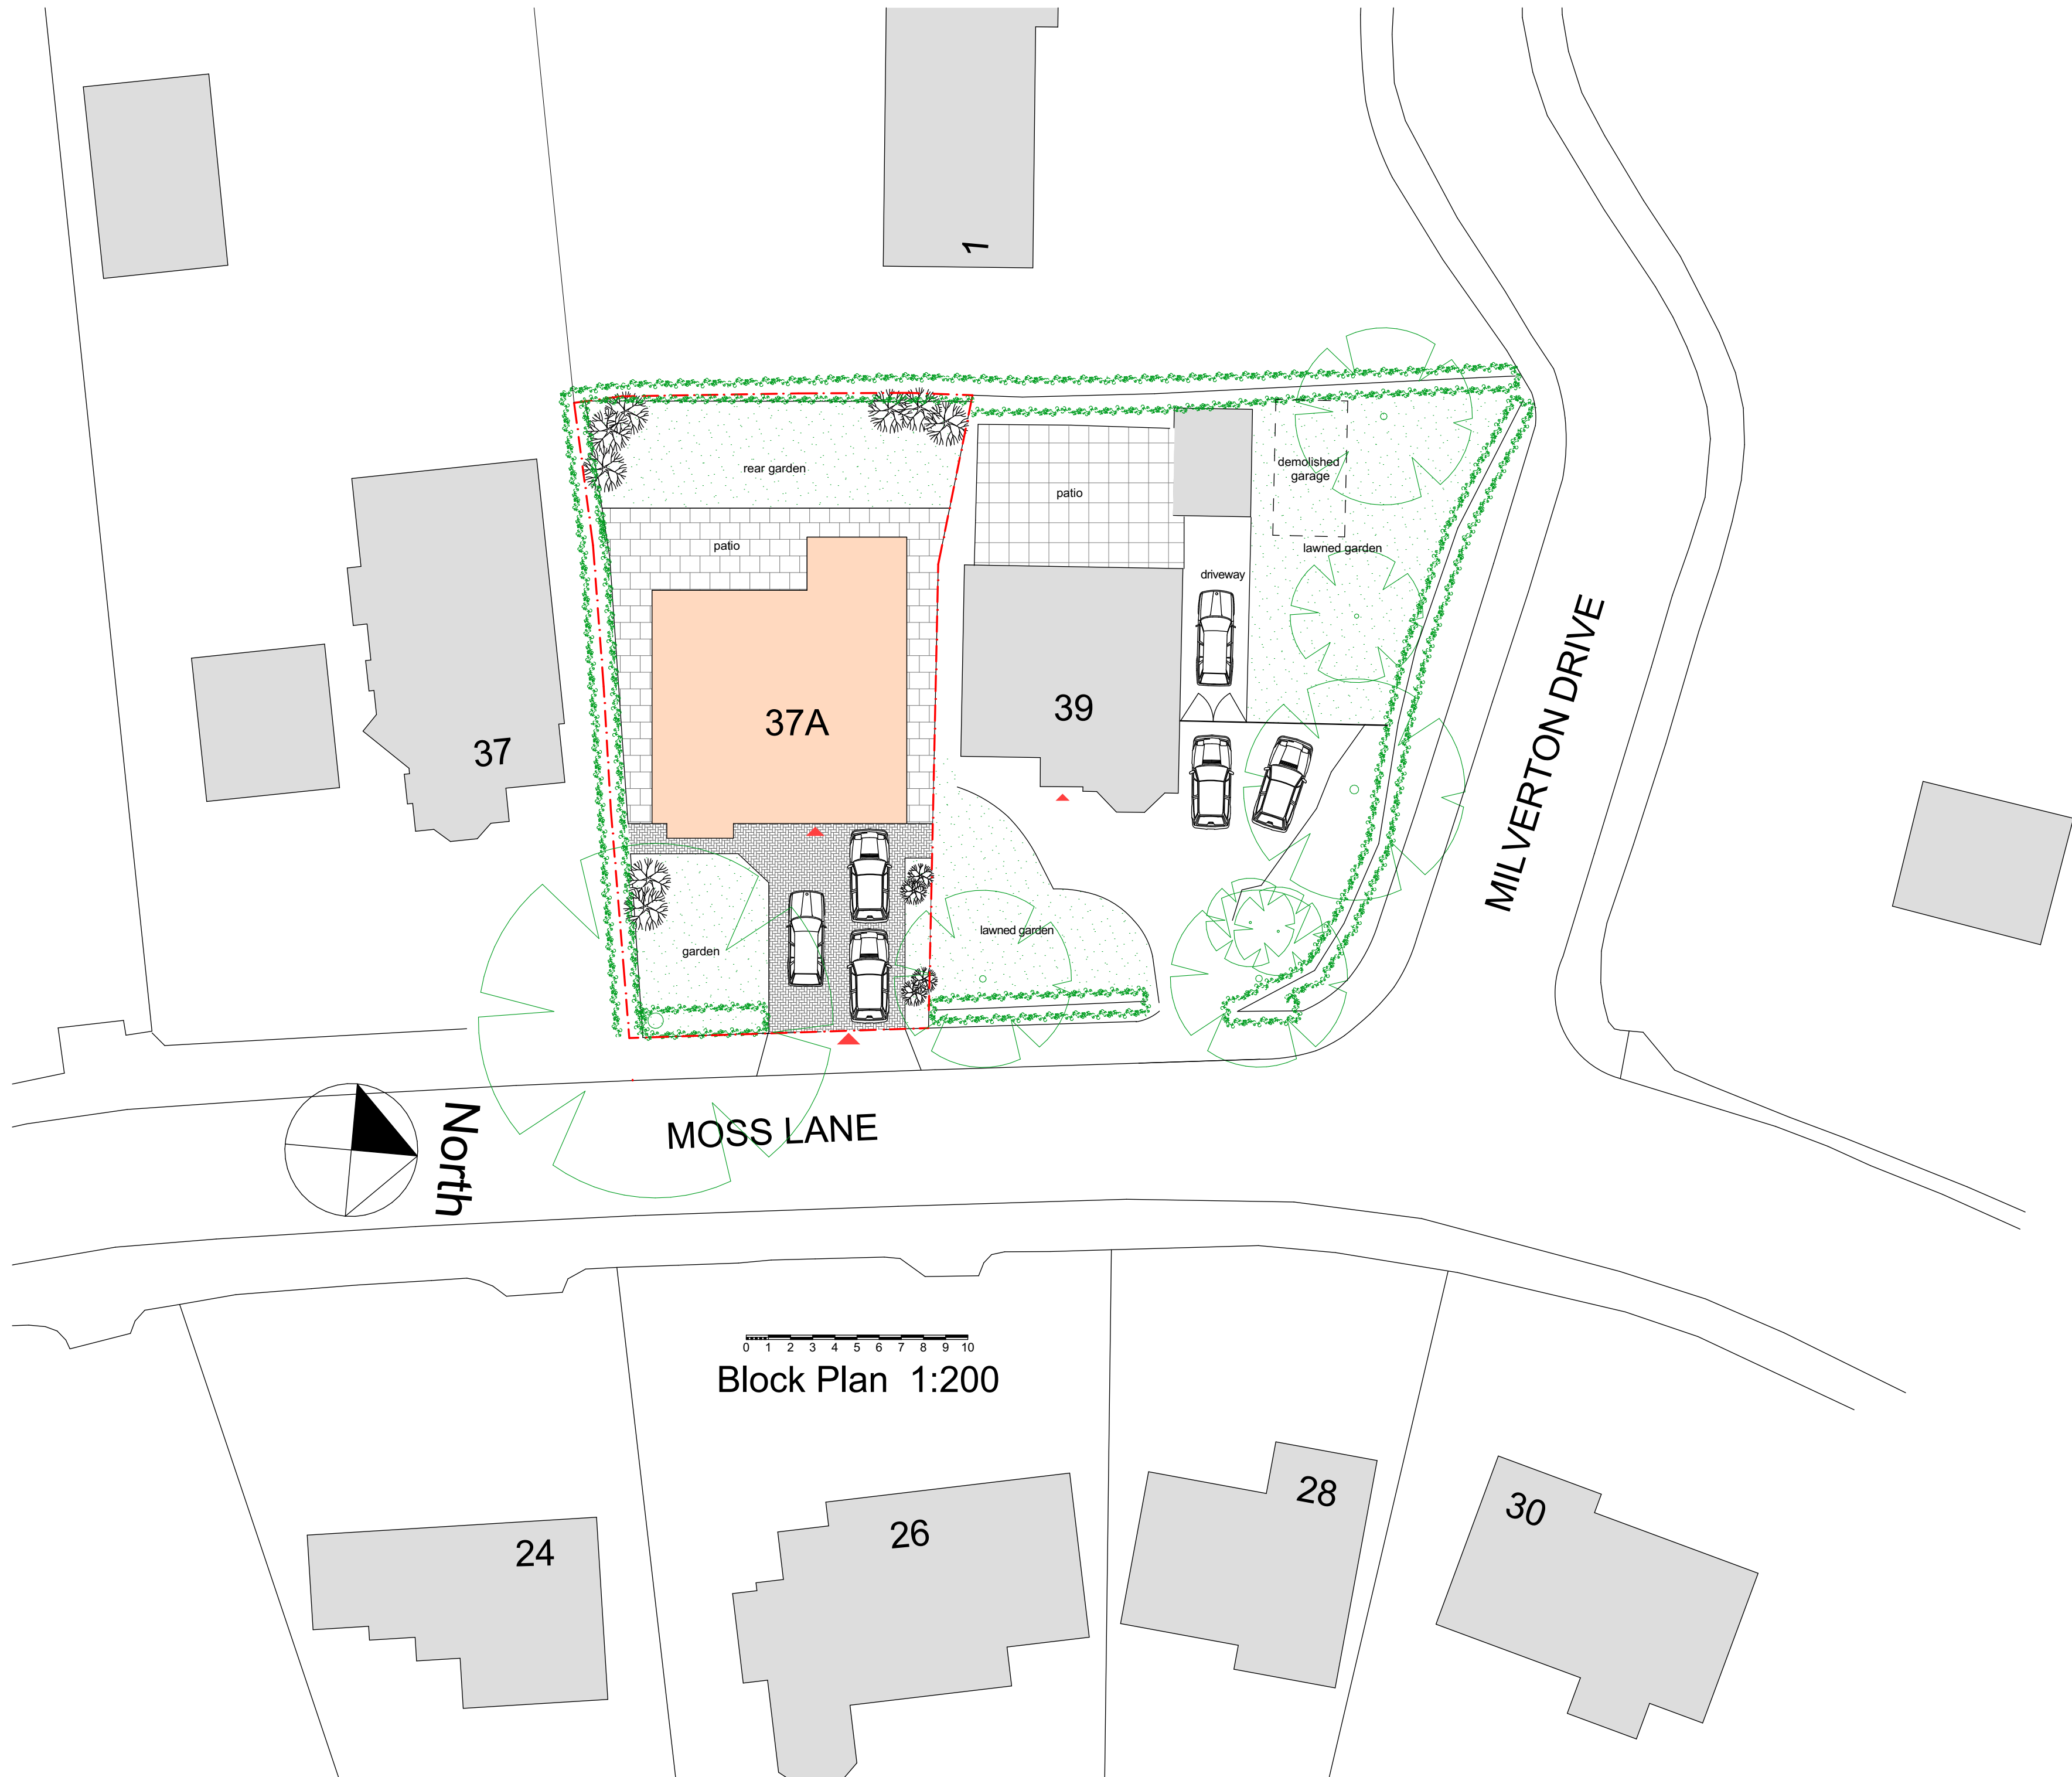 1
rear garden
patio
patio
demolished
garage
lawned garden
driveway
37
37A
39
MILVERTON DRIVE
garden
lawned garden
North
MOSS LANE
0 1 2 3 4 5 6 7 8 9 10
Block Plan 1:200
24
26
28
30